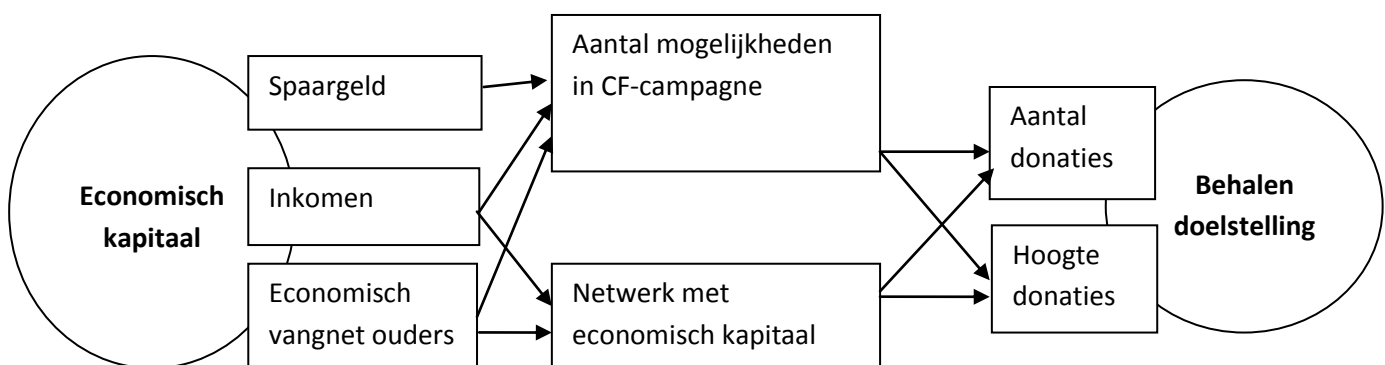 Economisch
kapitaal
Spaargeld
Inkomen
Economisch
vangnet ouders
Aantal mogelijkheden
in CF-campagne
Netwerk met
economisch kapitaal
Aantal
donaties
Hoogte
donaties
Behalen
doelstelling